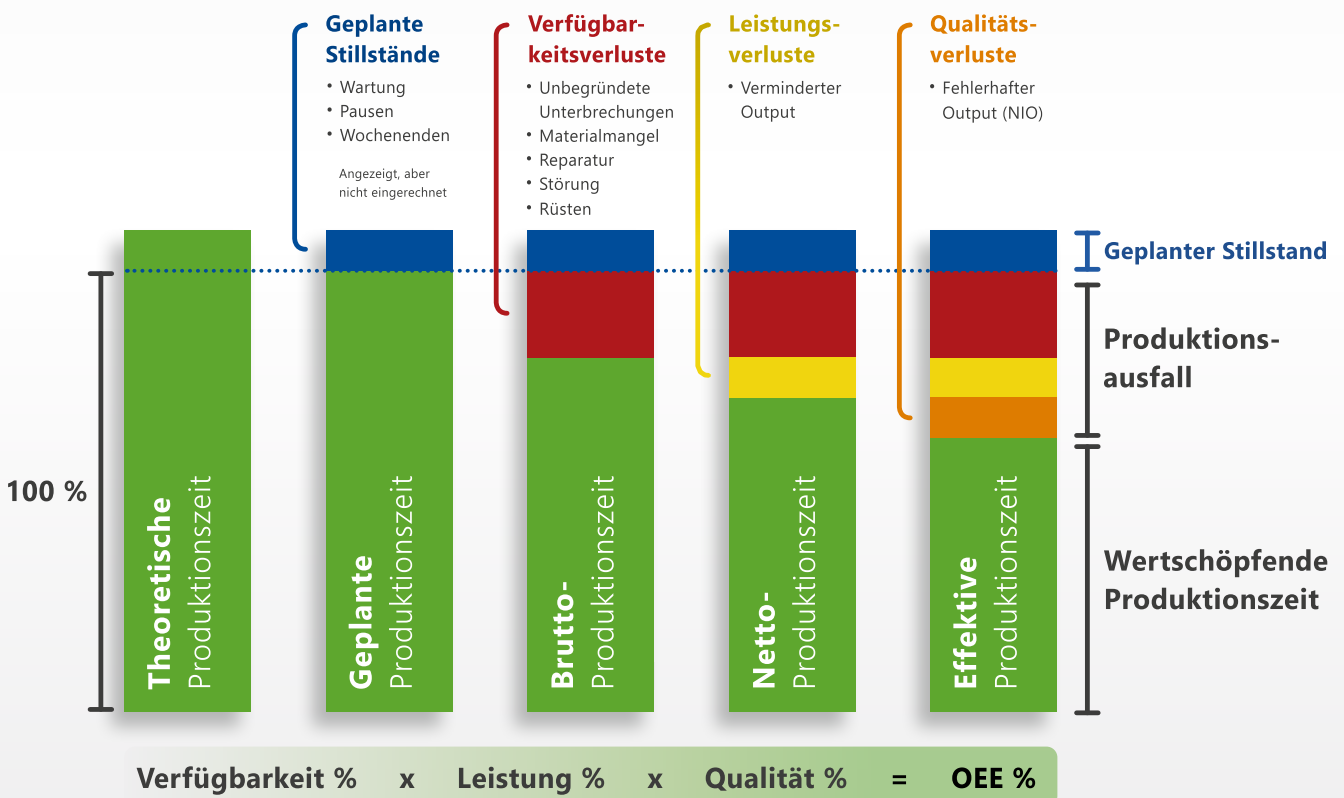 Geplante
Stillstände
• Wartung
• Pausen
• Wochenenden
Angezeigt, aber
nicht eingerechnet
Verfügbar-
keitsverluste
• Unbegründete
Unterbrechungen
• Materialmangel
• Reparatur
• Störung
• Rüsten
Leistungs-
verluste
• Verminderter
Output
Qualitäts-
verluste
• Fehlerhafter
Output (NIO)
Geplanter Stillstand
Produktions-
ausfall
Wertschöpfende
Produktionszeit
100 %
Theoretische
Produktionszeit
Geplante
Produktionszeit
Brutto-
Produktionszeit
Netto-
Produktionszeit
Effektive
Produktionszeit
Verfügbarkeit % x Leistung % x Qualität % = OEE %